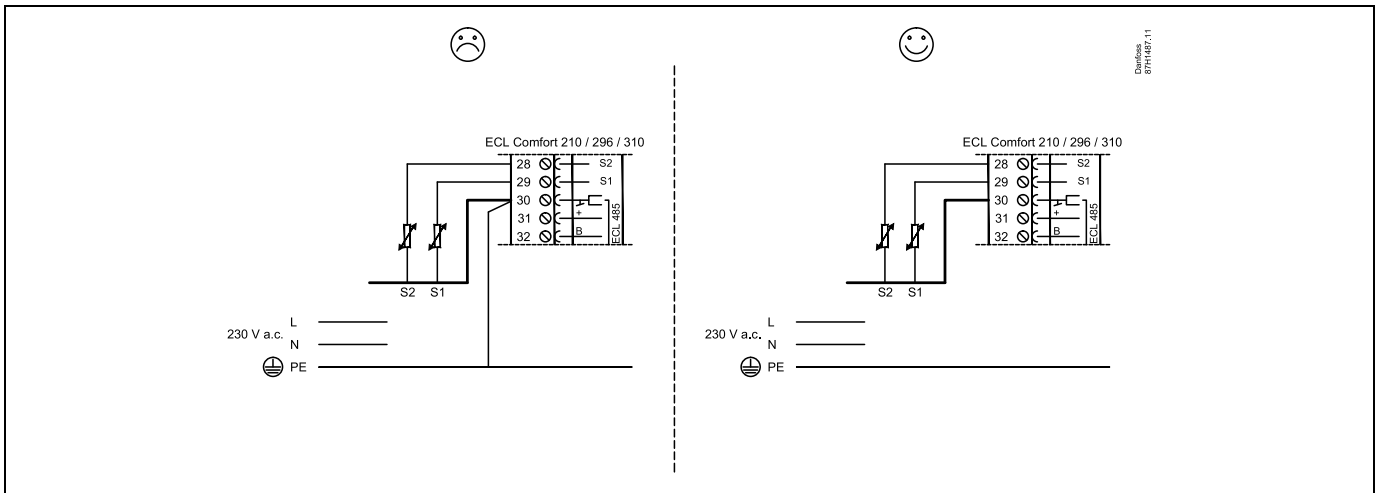 Danfoss
87H1487.11
ECL Comfort 210 / 296 / 310
28 S2
29 S1
30
31 +
32 B
ECL 485
S2 S1
L
230 V a.c.
N
PE
ECL Comfort 210 / 296 / 310
28 S2
29 S1
30
31 +
32 B
ECL 485
S2 S1
L
230 V a.c.
N
PE